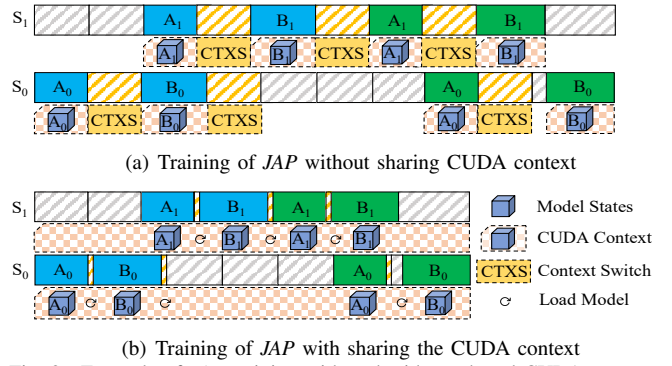 S1 A1 B1 A1 B1
A1 CTXS B1 CTXS A1 CTXS B1
S0 A0 B0 A0 B0
A0 CTXS B0 CTXS A0 CTXS B0
(a) Training of JAP without sharing CUDA context
S1 A1 B1 A1 B1
A1 B1 A1 B1
S0 A0 B0 A0 B0
A0 B0 A0 B0
Model States
CUDA Context
CTXS Context Switch
Load Model
(b) Training of JAP with sharing the CUDA context